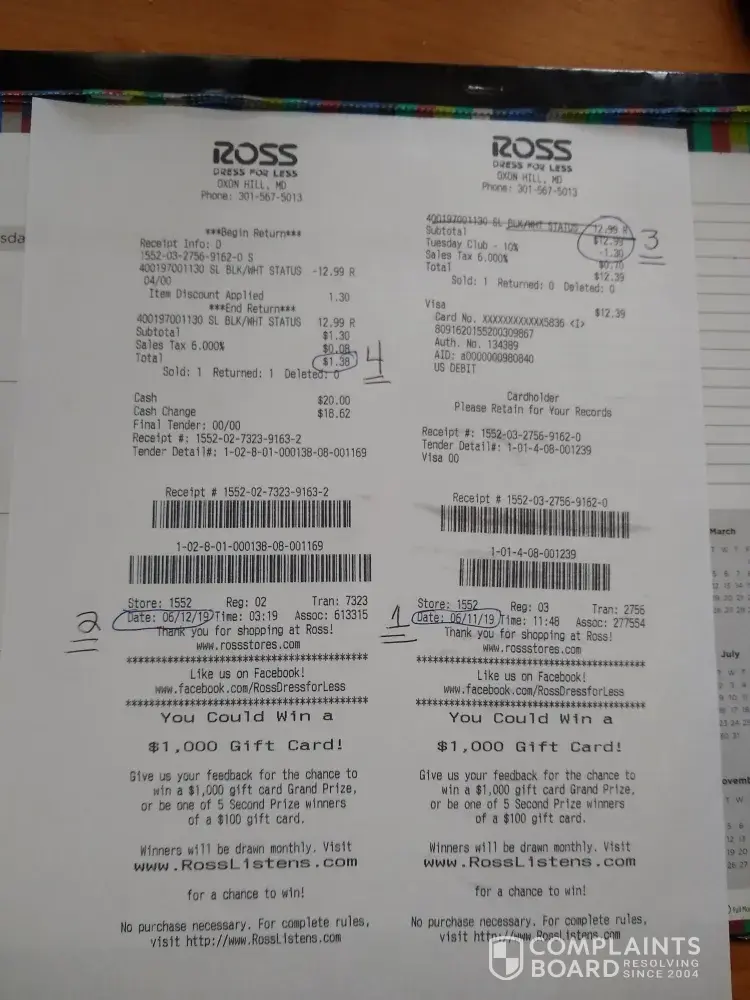 ROSS
DRESS FOR LESS
OXON HILL, MD
Phone: 301-567-5013
***Begin Return***
Receipt Info: D
1552-03-2756-9162-0 S
400197001130 SL BLK/WHT STATUS -12.99 R
04/00
Item Discount Applied 1.30
***End Return***
400197001130 SL BLK/WHT STATUS 12.99 R
Subtotal $1.30
Sales Tax 6.000% $0.08
Total $1.38
Sold: 1 Returned: 1 Deleted: 0
4
Cash $20.00
Cash Change $18.62
Final Tender: 00/00
Receipt #: 1552-02-7323-9163-2
Tender Detail#: 1-02-8-01-000138-08-001169
Receipt # 1552-02-7323-9163-2
1-02-8-01-000138-08-001169
Store: 1552 Reg: 02 Tran: 7323
2
Date: 06/12/19 Time: 03:19 Assoc: 613315
Thank you for shopping at Ross!
www.rossstores.com
****************************************
Like us on Facebook!
www.facebook.com/RossDressforLess
****************************************
You Could Win a
$1,000 Gift Card!
Give us your feedback for the chance to
win a $1,000 gift card Grand Prize,
or be one of 5 Second Prize winners
of a $100 gift card.
Winners will be drawn monthly. Visit
www.RossListens.com
for a chance to win!
No purchase necessary. For complete rules,
visit http://www.RossListens.com
ROSS
DRESS FOR LESS
OXON HILL, MD
Phone: 301-567-5013
400197001130 SL BLK/WHT STATUS 12.99 R
Subtotal $12.99
Tuesday Club - 10% -1.30
Sales Tax 6.000% $0.70
Total $12.39
Sold: 1 Returned: 0 Deleted: 0
3
Visa $12.39
Card No. XXXXXXXXXXXX5836 <I>
8091620155200309867
Auth. No. 134389
AID: a0000000980840
US DEBIT
Cardholder
Please Retain for Your Records
Receipt #: 1552-03-2756-9162-0
Tender Detail#: 1-01-4-08-001239
Visa 00
Receipt # 1552-03-2756-9162-0
1-01-4-08-001239
Store: 1552 Reg: 03 Tran: 2756
1
Date: 06/11/19 Time: 11:48 Assoc: 277554
Thank you for shopping at Ross!
www.rossstores.com
****************************************
Like us on Facebook!
www.facebook.com/RossDressforLess
****************************************
You Could Win a
$1,000 Gift Card!
Give us your feedback for the chance to
win a $1,000 gift card Grand Prize,
or be one of 5 Second Prize winners
of a $100 gift card.
Winners will be drawn monthly. Visit
www.RossListens.com
for a chance to win!
No purchase necessary. For complete rules,
visit http://www.RossListens.com
March
July
COMPLAINTS
BOARD RESOLVING
SINCE 2004